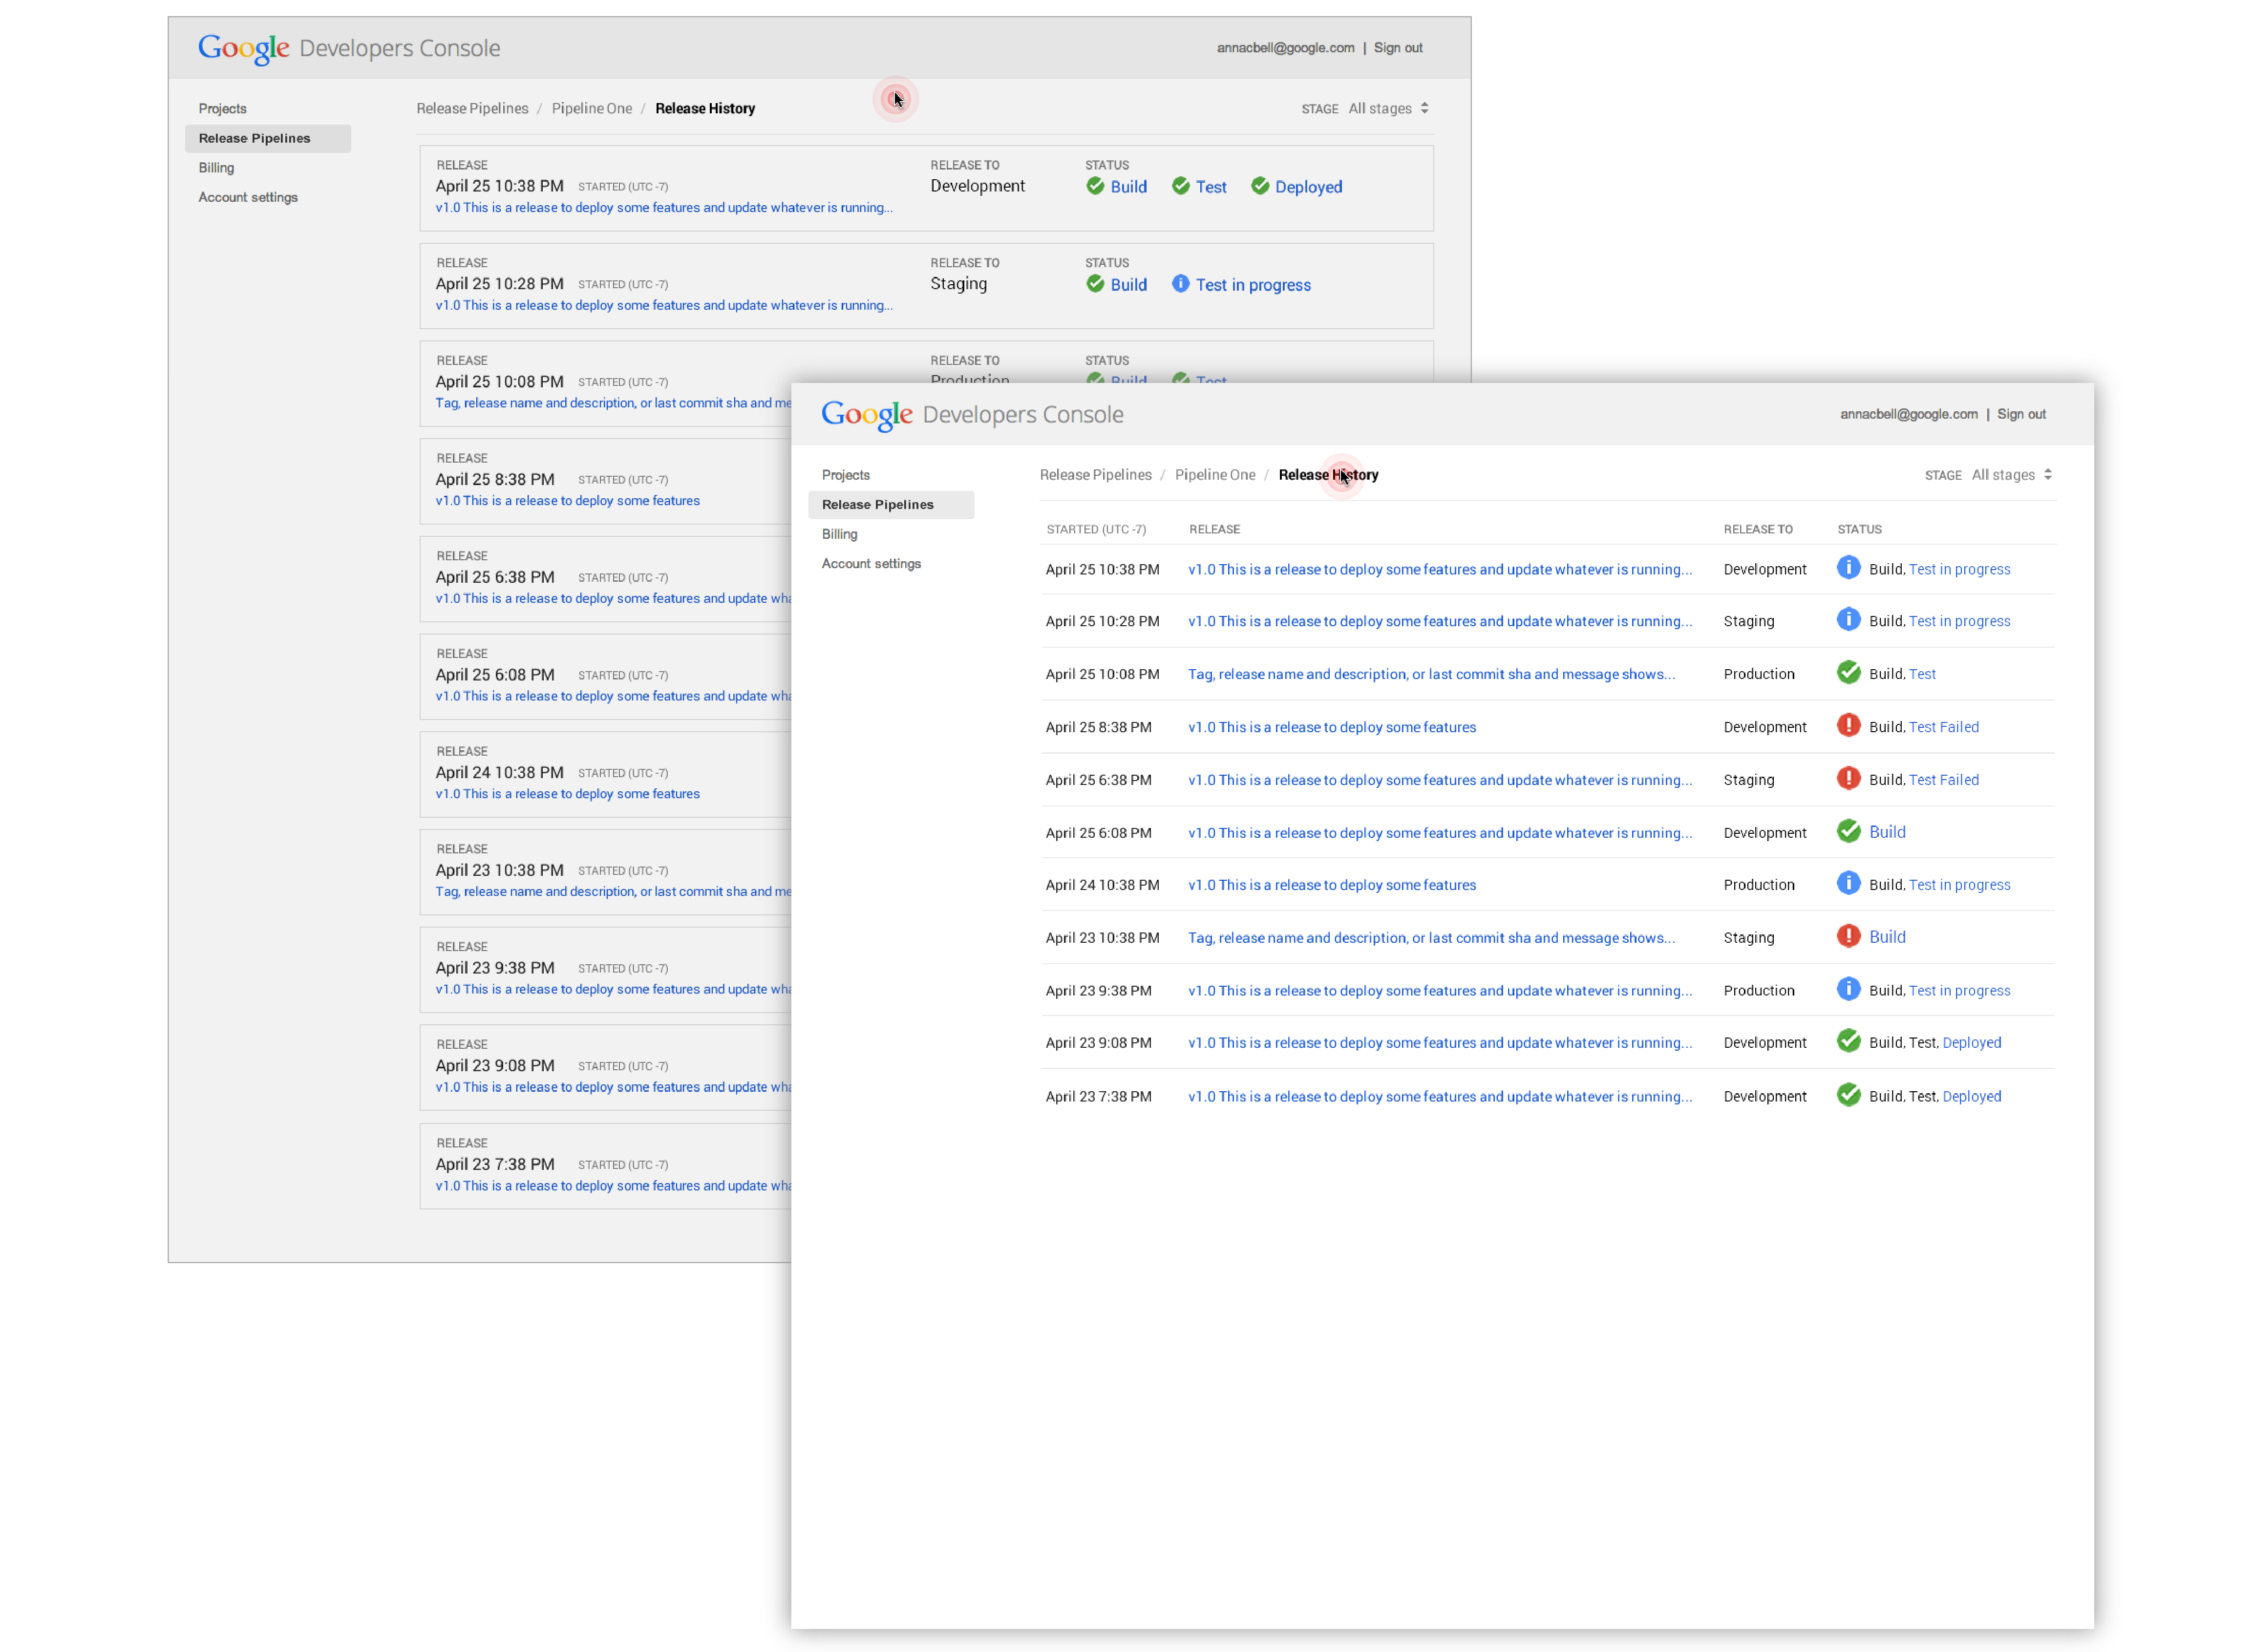 Google Developers Console
annacbell@google.com | Sign out
Projects
Release Pipelines
Billing
Account settings
Release Pipelines / Pipeline One / Release History
STAGE All stages
RELEASE RELEASE TO STATUS
April 25 10:38 PM STARTED (UTC -7) Development Build Test Deployed
v1.0 This is a release to deploy some features and update whatever is running...
RELEASE RELEASE TO STATUS
April 25 10:28 PM STARTED (UTC -7) Staging Build Test in progress
v1.0 This is a release to deploy some features and update whatever is running...
RELEASE RELEASE TO STATUS
April 25 10:08 PM STARTED (UTC -7) Production Build Test
Tag, release name and description, or last commit sha and me
RELEASE
April 25 8:38 PM STARTED (UTC -7)
v1.0 This is a release to deploy some features
RELEASE
April 25 6:38 PM STARTED (UTC -7)
v1.0 This is a release to deploy some features and update wha
RELEASE
April 25 6:08 PM STARTED (UTC -7)
v1.0 This is a release to deploy some features and update wha
RELEASE
April 24 10:38 PM STARTED (UTC -7)
v1.0 This is a release to deploy some features
RELEASE
April 23 10:38 PM STARTED (UTC -7)
Tag, release name and description, or last commit sha and me
RELEASE
April 23 9:38 PM STARTED (UTC -7)
v1.0 This is a release to deploy some features and update wha
RELEASE
April 23 9:08 PM STARTED (UTC -7)
v1.0 This is a release to deploy some features and update wha
RELEASE
April 23 7:38 PM STARTED (UTC -7)
v1.0 This is a release to deploy some features and update wha
Google Developers Console
annacbell@google.com | Sign out
Projects
Release Pipelines
Billing
Account settings
Release Pipelines / Pipeline One / Release History
STAGE All stages
STARTED (UTC -7) RELEASE RELEASE TO STATUS
April 25 10:38 PM v1.0 This is a release to deploy some features and update whatever is running... Development Build, Test in progress
April 25 10:28 PM v1.0 This is a release to deploy some features and update whatever is running... Staging Build, Test in progress
April 25 10:08 PM Tag, release name and description, or last commit sha and message shows... Production Build, Test
April 25 8:38 PM v1.0 This is a release to deploy some features Development Build, Test Failed
April 25 6:38 PM v1.0 This is a release to deploy some features and update whatever is running... Staging Build, Test Failed
April 25 6:08 PM v1.0 This is a release to deploy some features and update whatever is running... Development Build
April 24 10:38 PM v1.0 This is a release to deploy some features Production Build, Test in progress
April 23 10:38 PM Tag, release name and description, or last commit sha and message shows... Staging Build
April 23 9:38 PM v1.0 This is a release to deploy some features and update whatever is running... Production Build, Test in progress
April 23 9:08 PM v1.0 This is a release to deploy some features and update whatever is running... Development Build, Test, Deployed
April 23 7:38 PM v1.0 This is a release to deploy some features and update whatever is running... Development Build, Test, Deployed